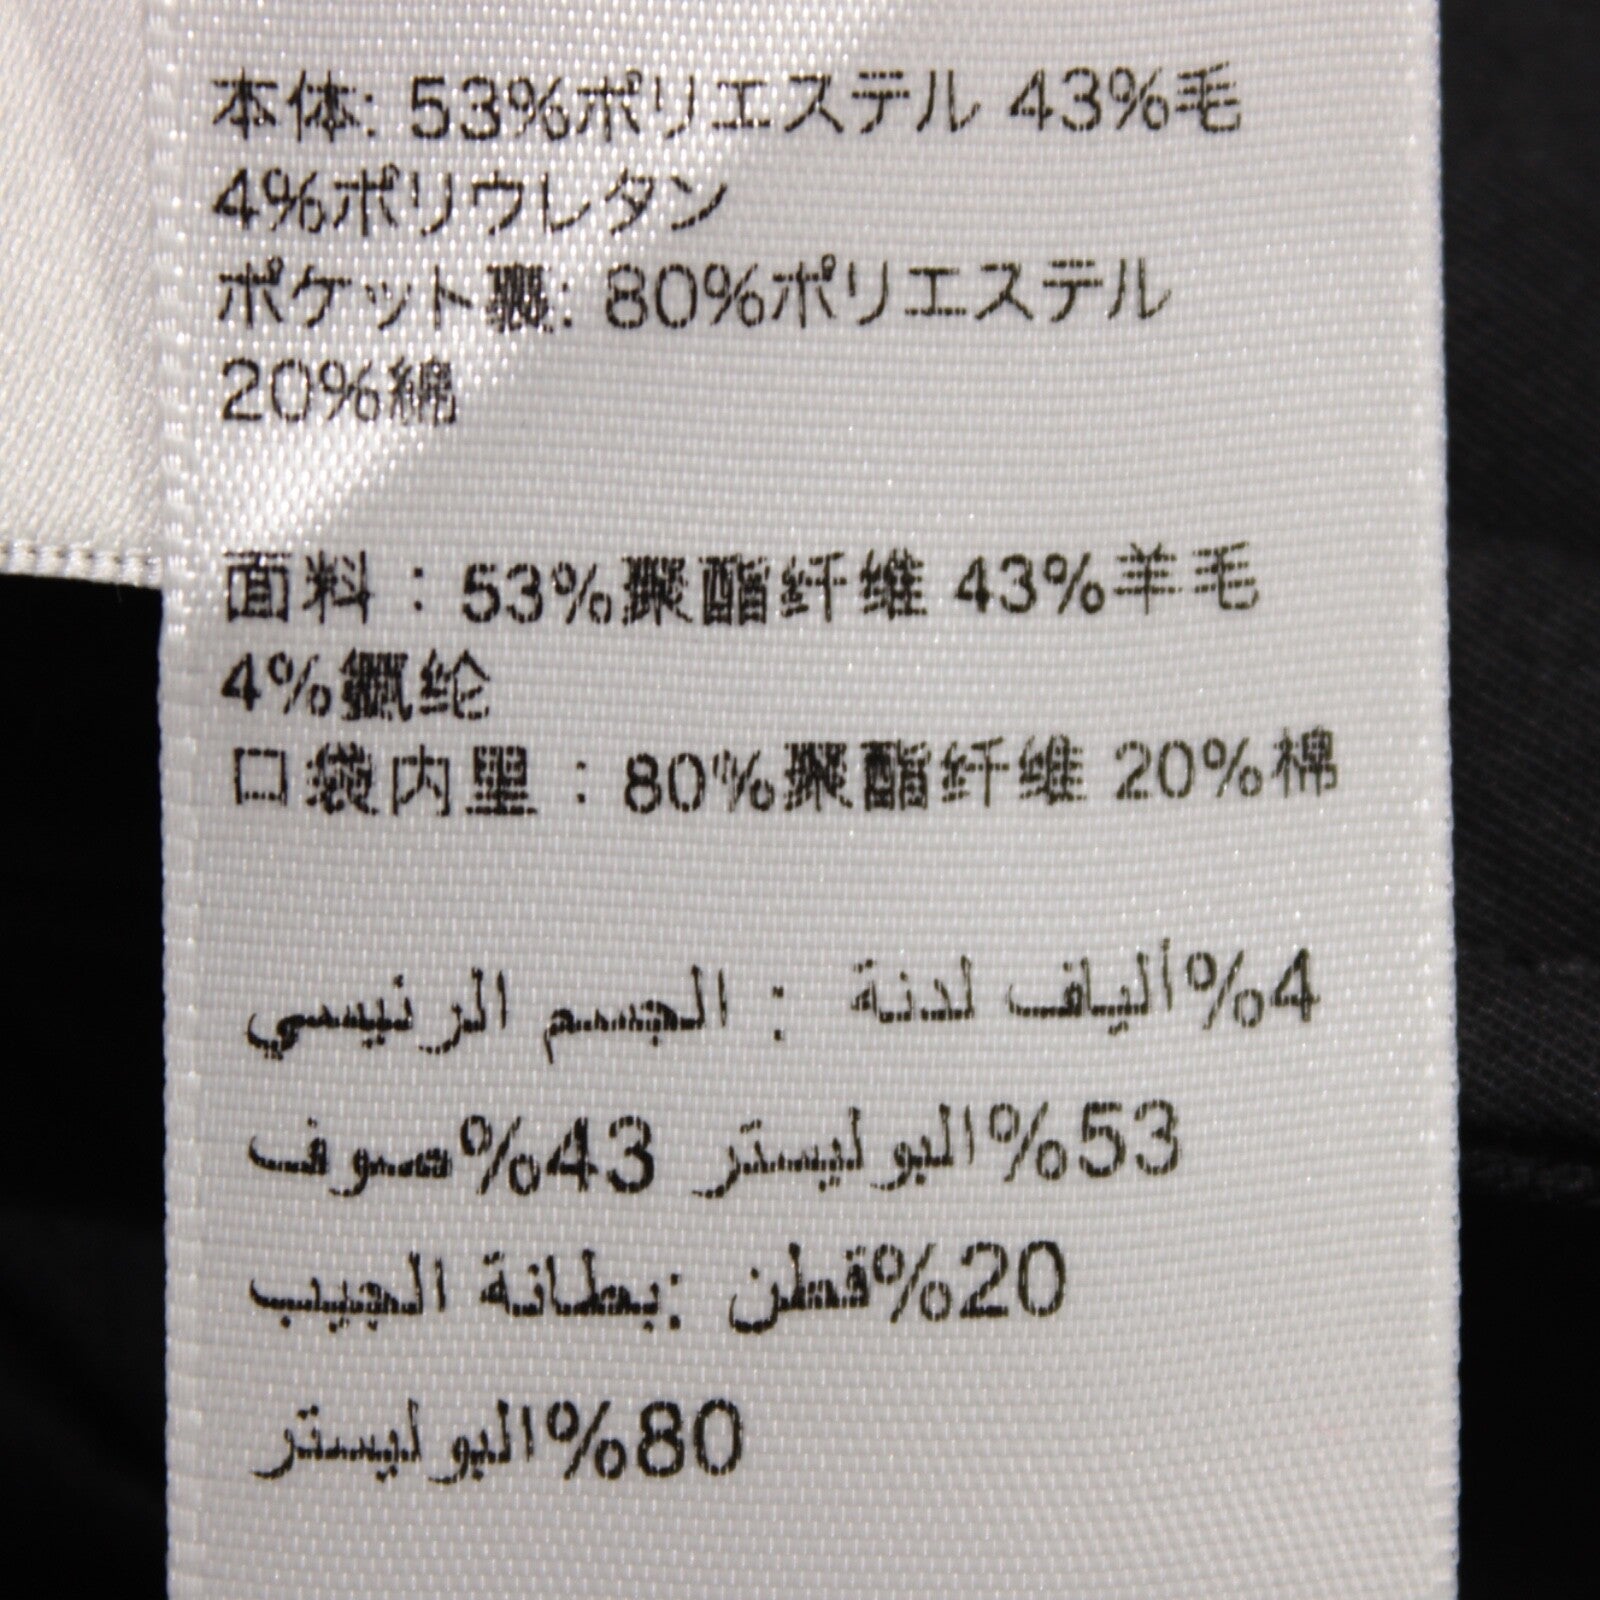 本体: 53%ポリエステル 43%毛
4%ポリウレタン
ポケット裏: 80%ポリエステル
20%綿
面料：53%聚酯纤维 43%羊毛
4%氨纶
口袋内里：80%聚酯纤维 20%棉
4%ألياف لدنة : الجسم الرئيسي
53%البوليستر 43%صوف
20%قطن :بطانة الجيب
80%البوليستر